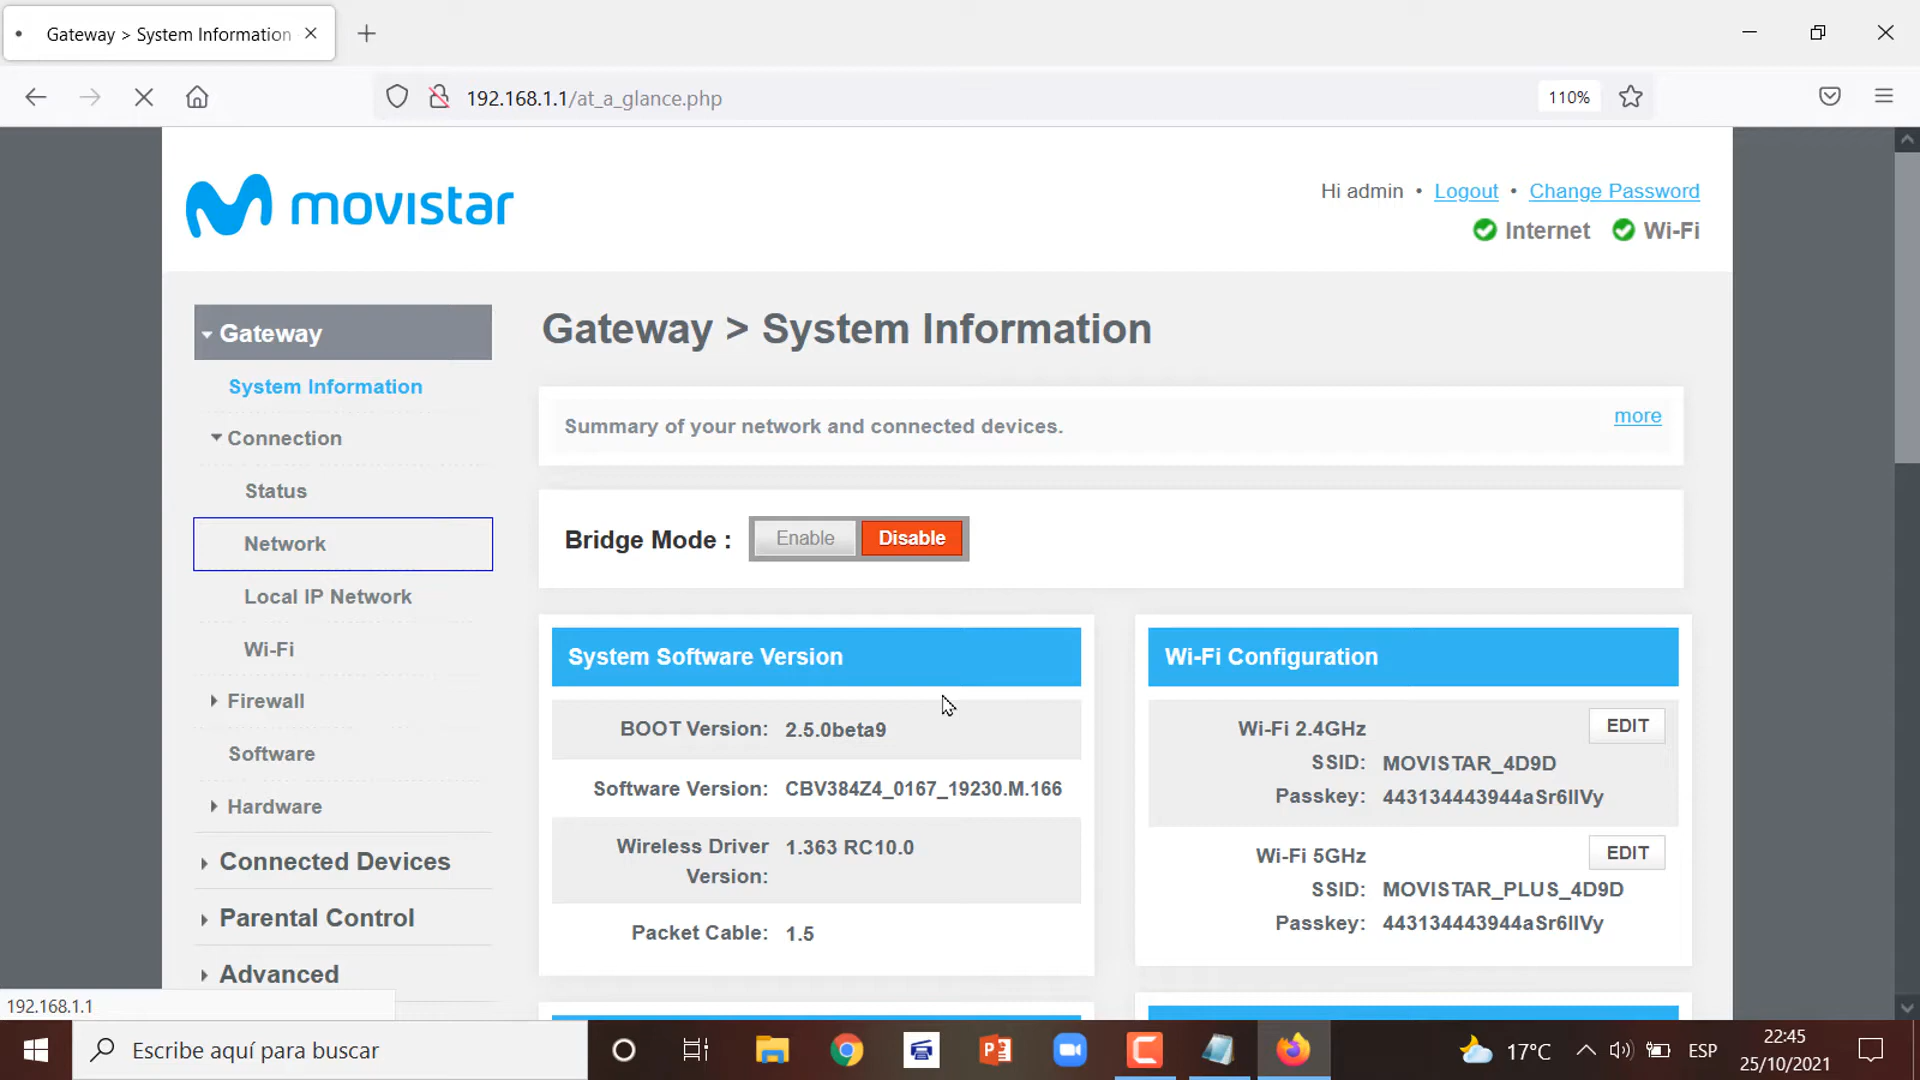 Gateway > System Information
192.168.1.1/at_a_glance.php
110%
movistar
Hi admin • Logout • Change Password
Internet Wi-Fi
Gateway
System Information
Connection
Status
Network
Local IP Network
Wi-Fi
Firewall
Software
Hardware
Connected Devices
Parental Control
Advanced
Gateway > System Information
Summary of your network and connected devices.
more
Bridge Mode : Enable Disable
System Software Version
BOOT Version: 2.5.0beta9
Software Version: CBV384Z4_0167_19230.M.166
Wireless Driver Version: 1.363 RC10.0
Packet Cable: 1.5
Wi-Fi Configuration
Wi-Fi 2.4GHz EDIT
SSID: MOVISTAR_4D9D
Passkey: 443134443944aSr6IIVy
Wi-Fi 5GHz EDIT
SSID: MOVISTAR_PLUS_4D9D
Passkey: 443134443944aSr6IIVy
192.168.1.1
Escribe aquí para buscar
17°C
ESP
22:45
25/10/2021